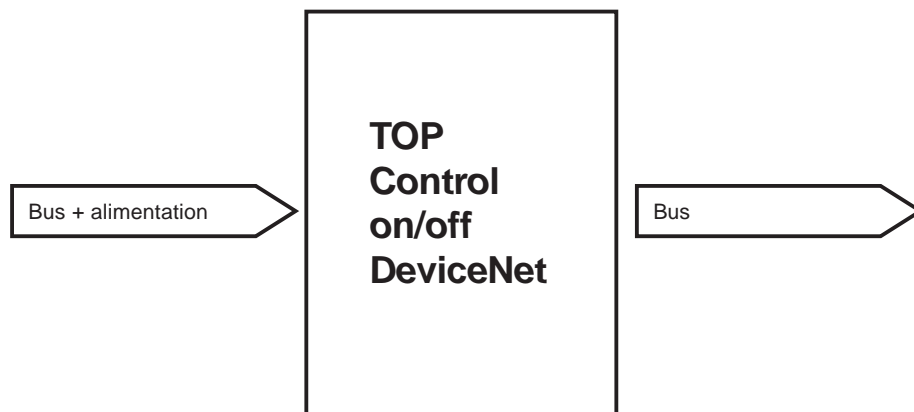 TOP
Control
on/off
DeviceNet
Bus + alimentation
Bus